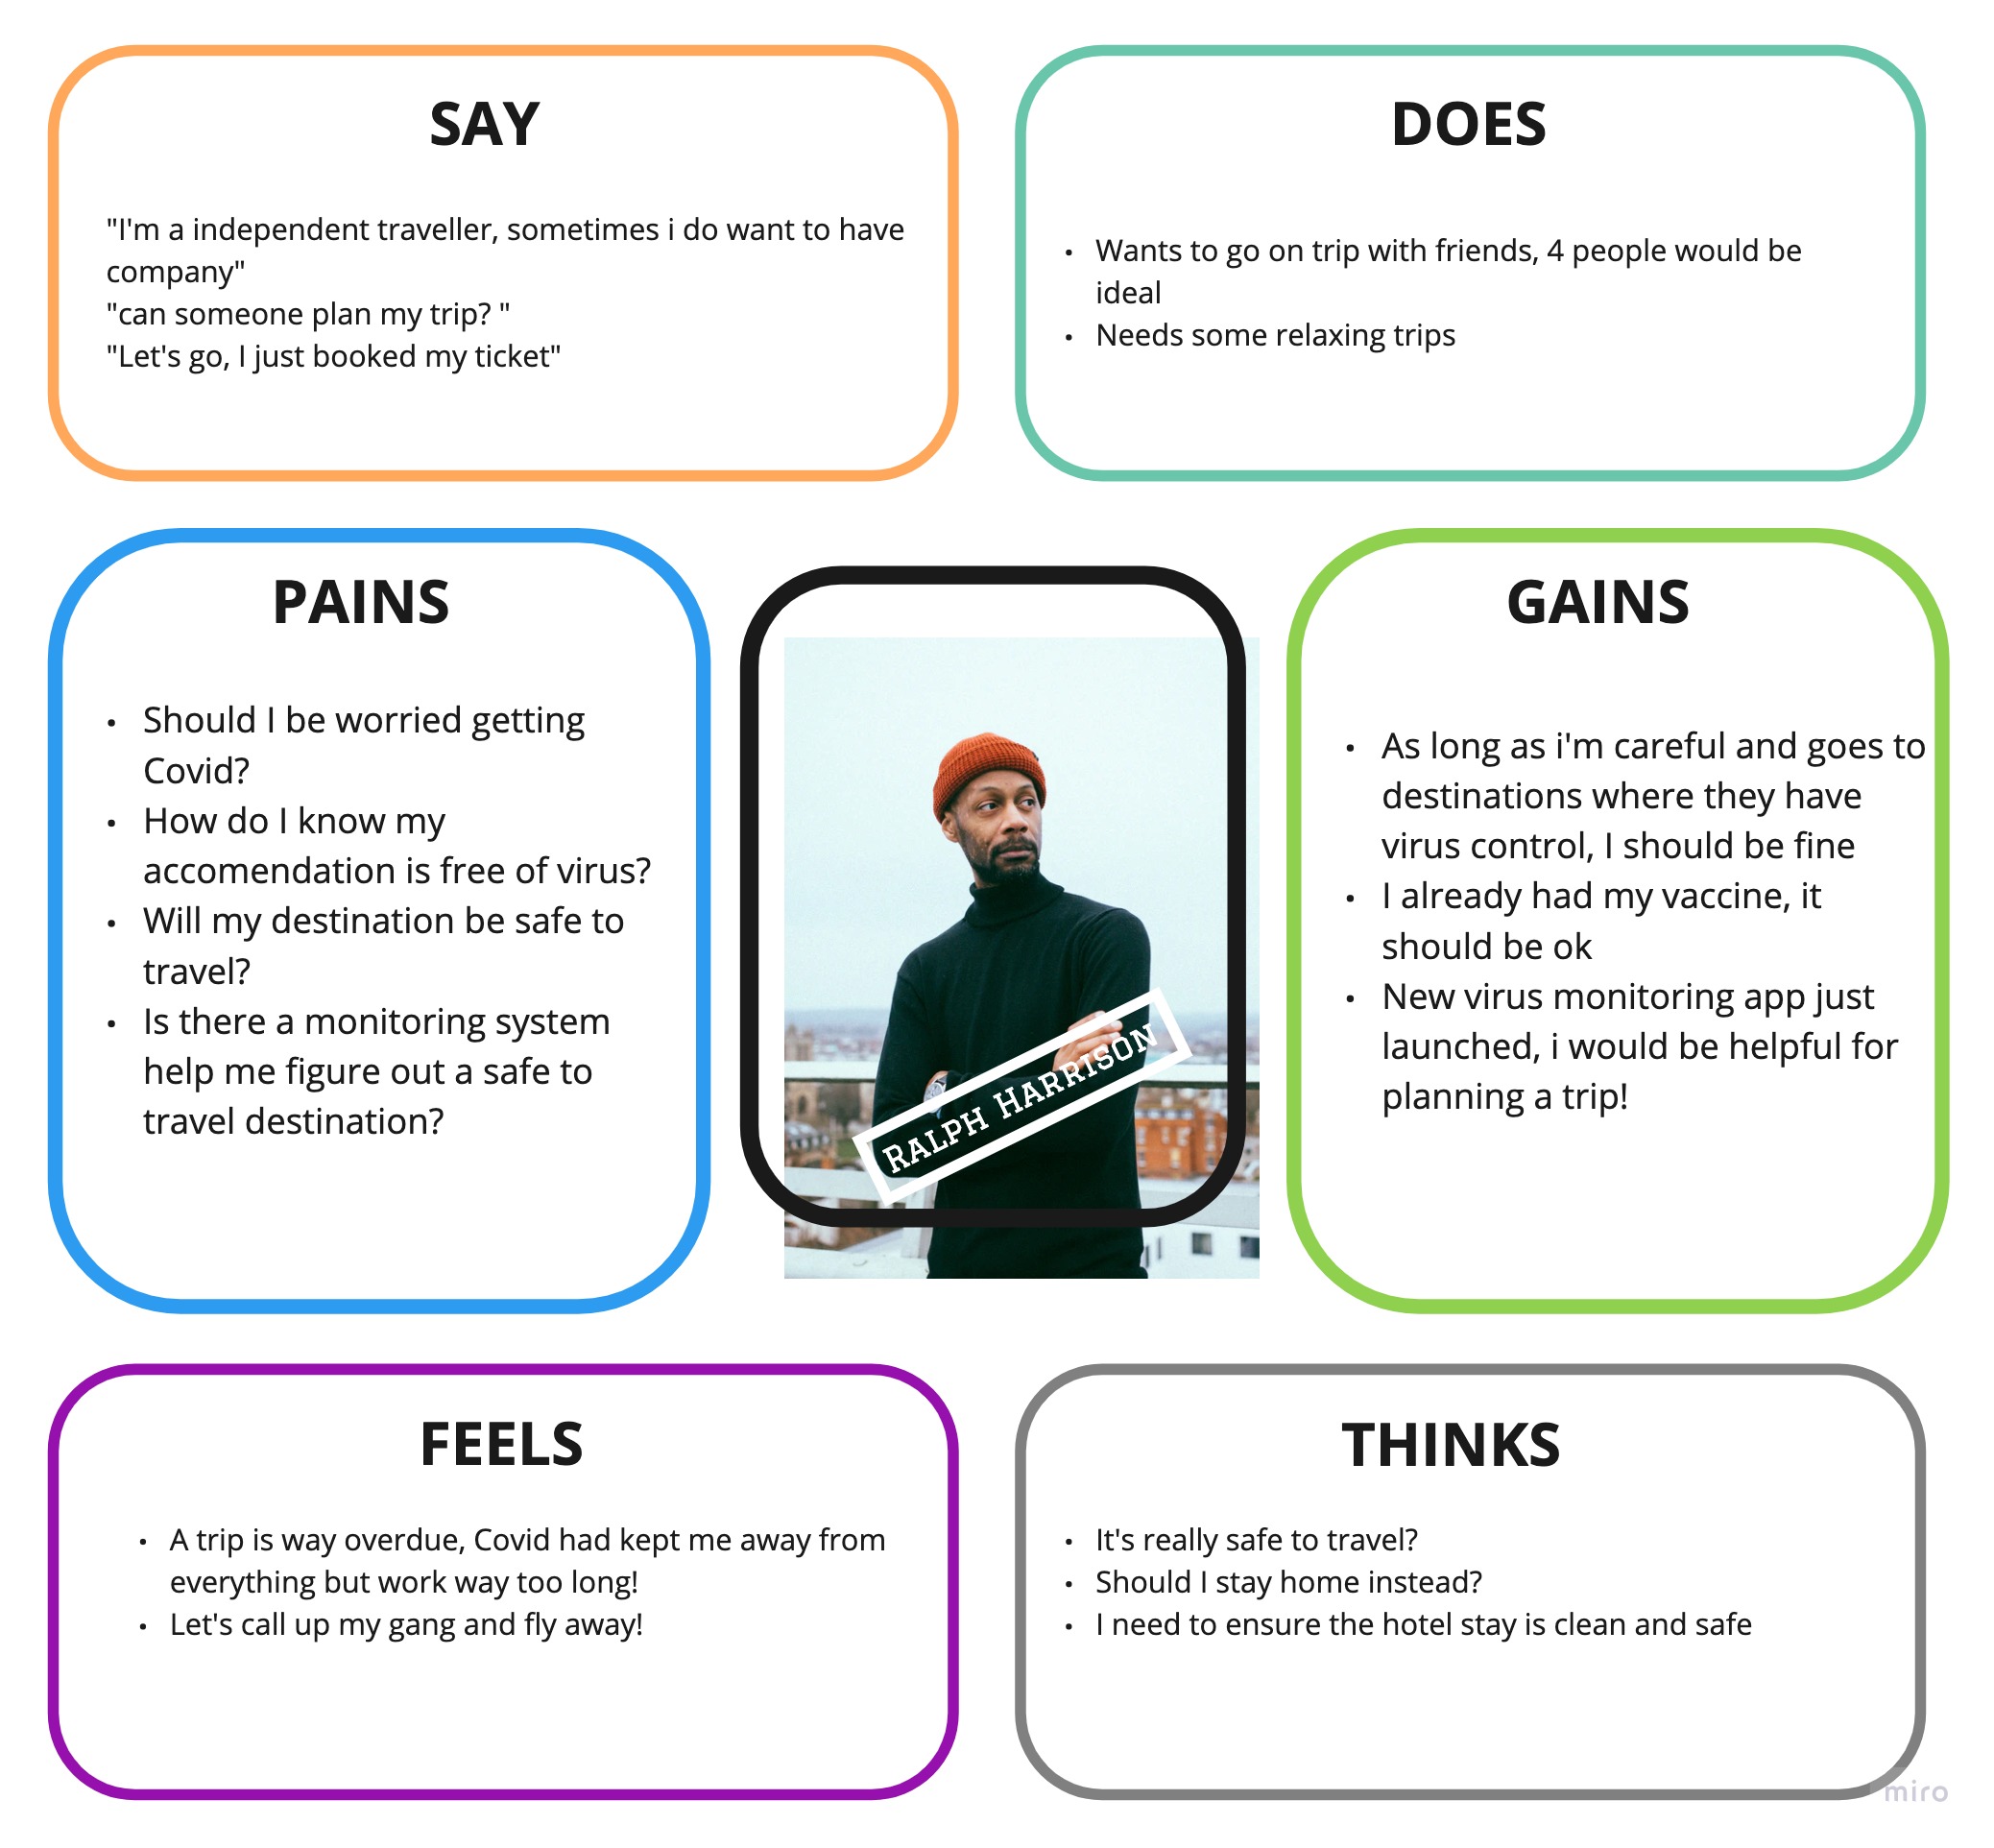 SAY
"I'm a independent traveller, sometimes i do want to have
company"
"can someone plan my trip? "
"Let's go, I just booked my ticket"
DOES
• Wants to go on trip with friends, 4 people would be
ideal
• Needs some relaxing trips
PAINS
• Should I be worried getting
Covid?
• How do I know my
accomendation is free of virus?
• Will my destination be safe to
travel?
• Is there a monitoring system
help me figure out a safe to
travel destination?
RALPH HARRISON
GAINS
• As long as i'm careful and goes to
destinations where they have
virus control, I should be fine
• I already had my vaccine, it
should be ok
• New virus monitoring app just
launched, i would be helpful for
planning a trip!
FEELS
• A trip is way overdue, Covid had kept me away from
everything but work way too long!
• Let's call up my gang and fly away!
THINKS
• It's really safe to travel?
• Should I stay home instead?
• I need to ensure the hotel stay is clean and safe
miro